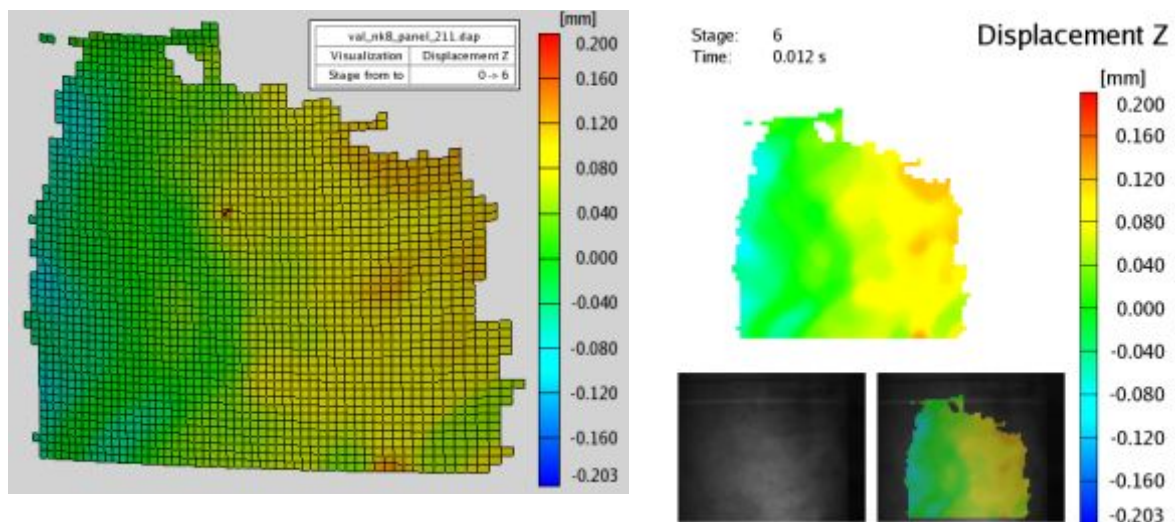 [mm]
val_nk8_panel_211.dap
Visualization Displacement Z
Stage from to 0 -> 6
0.200
0.160
0.120
0.080
0.040
0.000
-0.040
-0.080
-0.120
-0.160
-0.203
Stage: 6
Time: 0.012 s
Displacement Z
[mm]
0.200
0.160
0.120
0.080
0.040
0.000
-0.040
-0.080
-0.120
0.160
-0.203